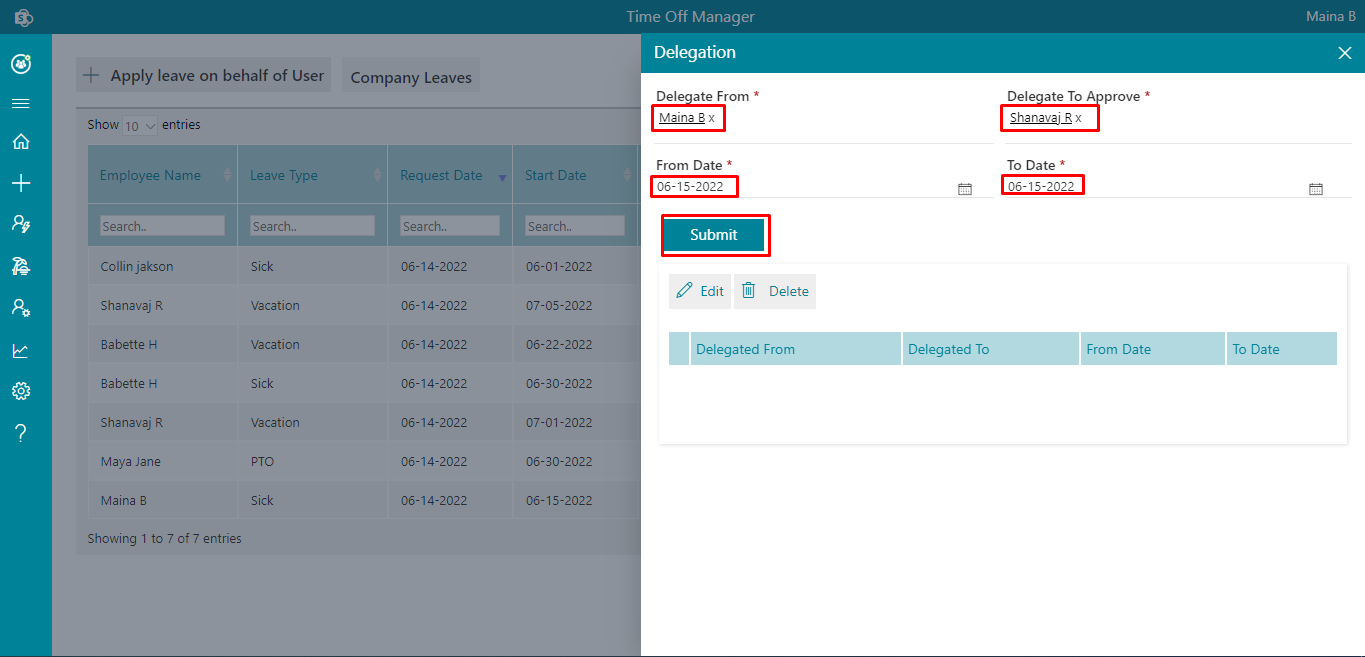 Time Off Manager
Maina B
Apply leave on behalf of User
Company Leaves
Show 10 entries
Employee Name Leave Type Request Date Start Date
Search.. Search.. Search.. Search..
Collin jakson Sick 06-14-2022 06-01-2022
Shanavaj R Vacation 06-14-2022 07-05-2022
Babette H Vacation 06-14-2022 06-22-2022
Babette H Sick 06-14-2022 06-30-2022
Shanavaj R Vacation 06-14-2022 07-01-2022
Maya Jane PTO 06-14-2022 06-30-2022
Maina B Sick 06-14-2022 06-15-2022
Showing 1 to 7 of 7 entries
Delegation
Delegate From * Delegate To Approve *
Maina B x Shanavaj R x
From Date * To Date *
06-15-2022 06-15-2022
Submit
Edit Delete
Delegated From Delegated To From Date To Date